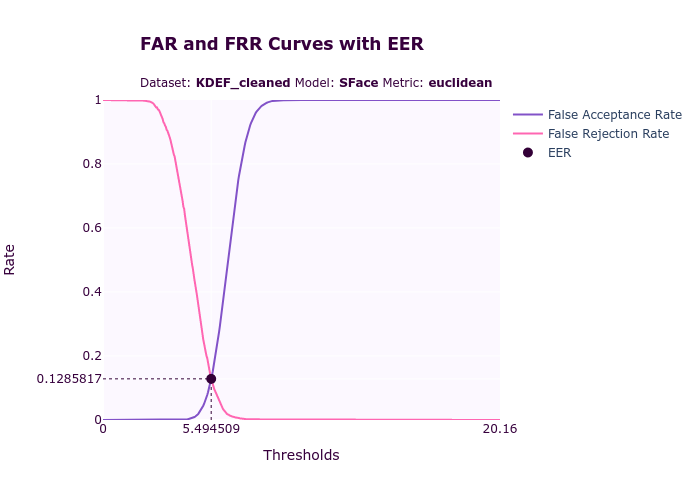 FAR and FRR Curves with EER
Dataset: KDEF_cleaned Model: SFace Metric: euclidean
False Acceptance Rate
False Rejection Rate
EER
Rate
1
0.8
0.6
0.4
0.2
0.1285817
0
0
5.494509
20.16
Thresholds